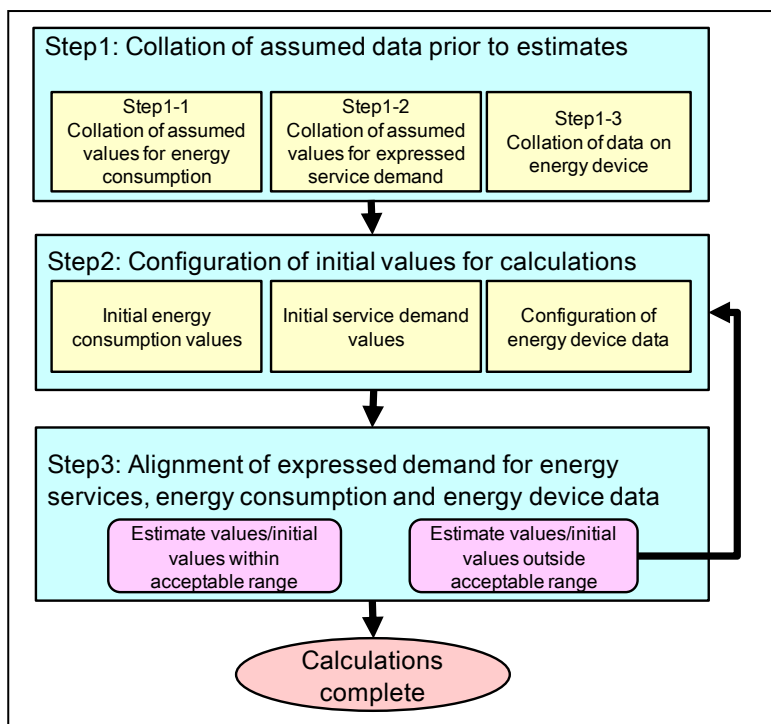 Step1: Collation of assumed data prior to estimates
Step1-1
Collation of assumed
values for energy
consumption
Step1-2
Collation of assumed
values for expressed
service demand
Step1-3
Collation of data on
energy device
Step2: Configuration of initial values for calculations
Initial energy
consumption values
Initial service demand
values
Configuration of
energy device data
Step3: Alignment of expressed demand for energy
services, energy consumption and energy device data
Estimate values/initial
values within
acceptable range
Estimate values/initial
values outside
acceptable range
Calculations
complete